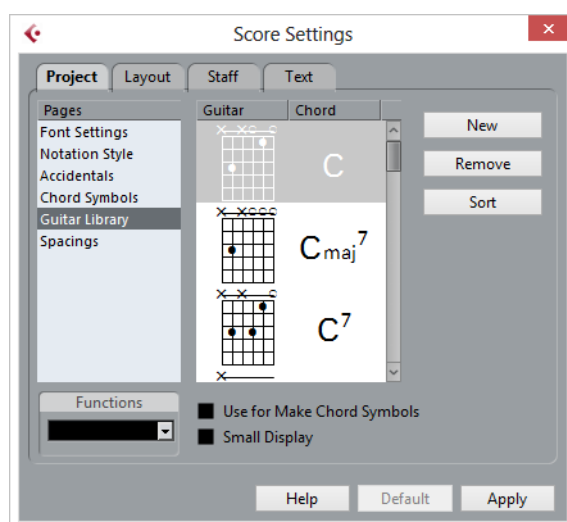 Score Settings
Project Layout Staff Text
Pages
Font Settings
Notation Style
Accidentals
Chord Symbols
Guitar Library
Spacings
Functions
Guitar Chord
x x o o
C
x x o o o
Cmaj7
x x o
C7
x
Use for Make Chord Symbols
Small Display
New
Remove
Sort
Help Default Apply